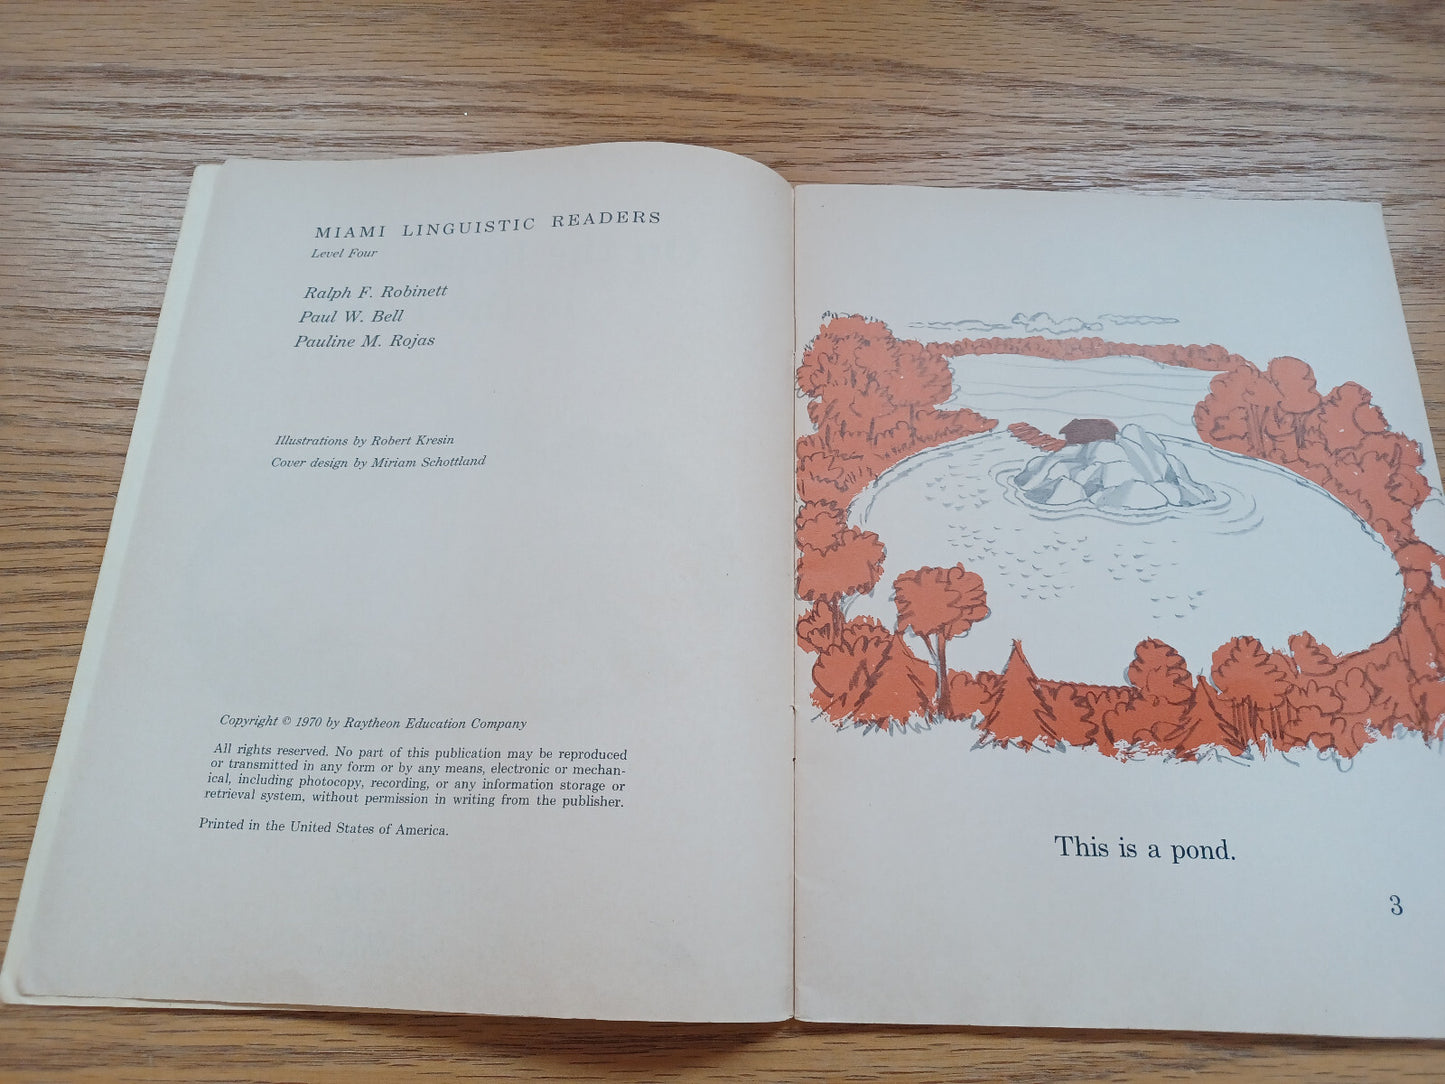 MIAMI LINGUISTIC READERS
Level Four
Ralph F. Robinett
Paul W. Bell
Pauline M. Rojas
Illustrations by Robert Kresin
Cover design by Miriam Schottland
Copyright © 1970 by Raytheon Education Company
All rights reserved. No part of this publication may be reproduced
or transmitted in any form or by any means, electronic or mechan-
ical, including photocopy, recording, or any information storage or
retrieval system, without permission in writing from the publisher.
Printed in the United States of America.
This is a pond.
3